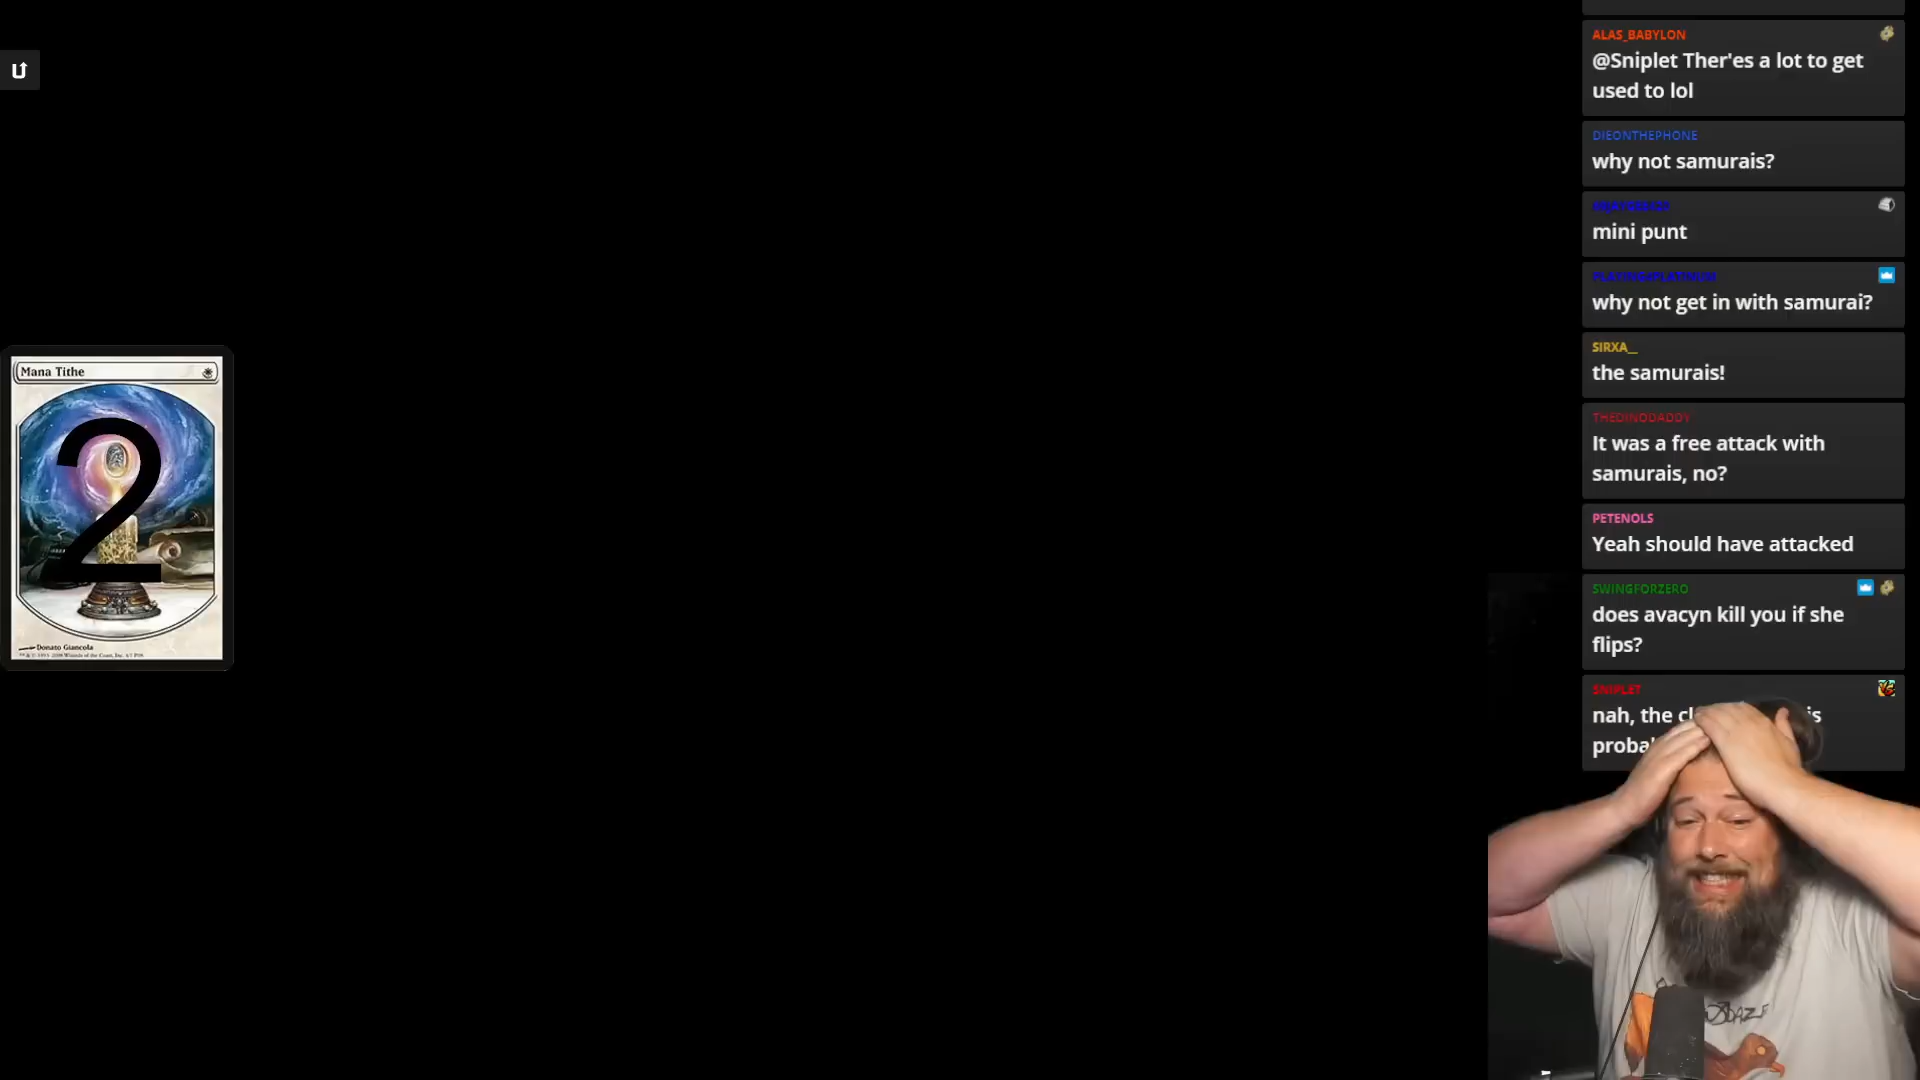 Mana Tithe
2
Donato Giancola
ALAS_BABYLON
@Sniplet Ther'es a lot to get
used to lol
DIEONTHEPHONE
why not samurais?
mini punt
why not get in with samurai?
SIRXA__
the samurais!
THEDINODADDY
It was a free attack with
samurais, no?
PETENOLS
Yeah should have attacked
SWINGFORZERO
does avacyn kill you if she
flips?
SNIPLET
nah, the is